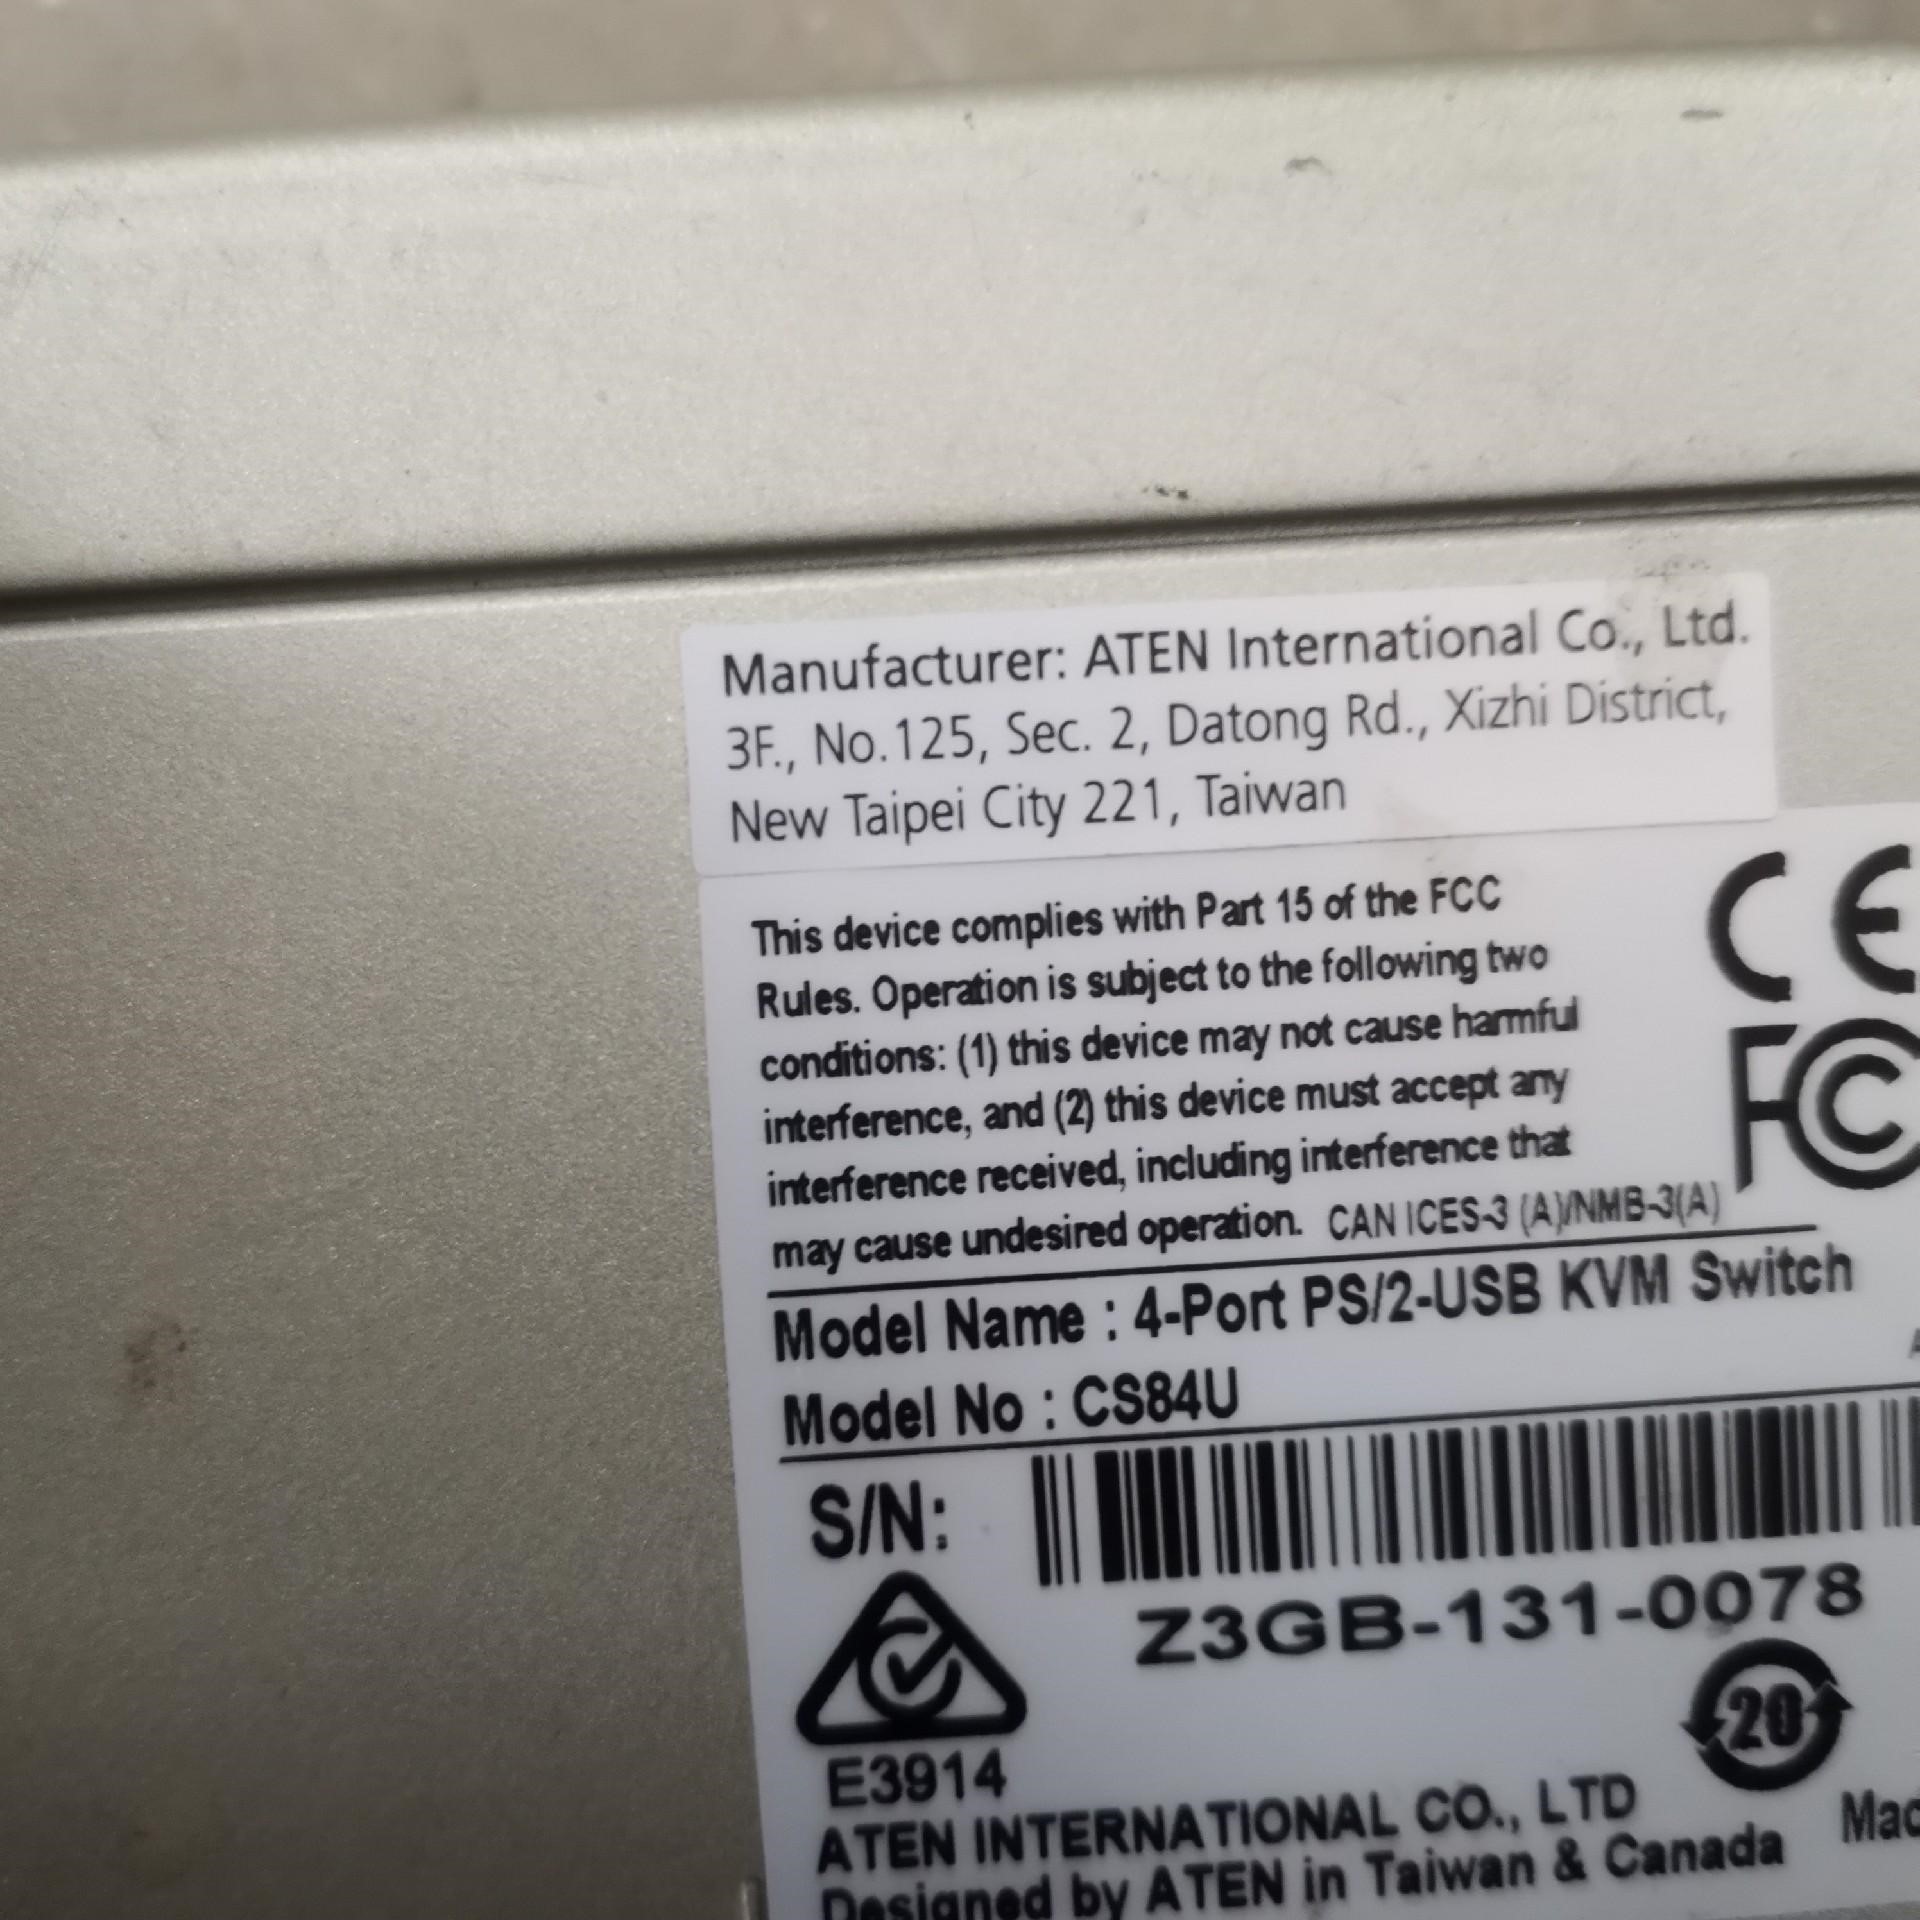 Manufacturer: ATEN International Co., Ltd.
3F., No.125, Sec. 2, Datong Rd., Xizhi District,
New Taipei City 221, Taiwan
This device complies with Part 15 of the FCC
Rules. Operation is subject to the following two
conditions: (1) this device may not cause harmful
interference, and (2) this device must accept any
interference received, including interference that
may cause undesired operation. CAN ICES-3 (A)/NMB-3(A)
CE
FC
Model Name : 4-Port PS/2-USB KVM Switch
Model No : CS84U
S/N:
Z3GB-131-0078
20
E3914
ATEN INTERNATIONAL CO., LTD
Designed by ATEN in Taiwan & Canada